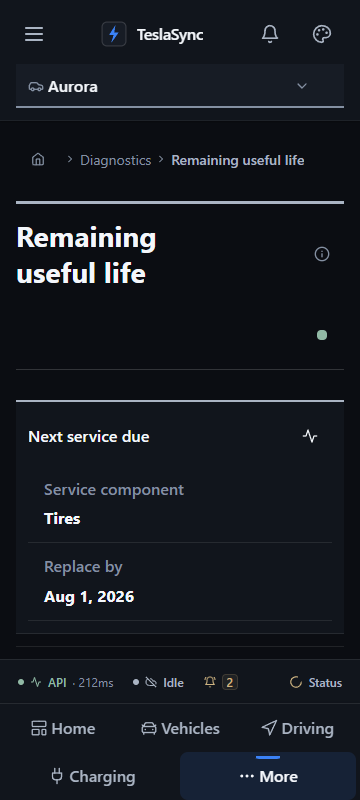 TeslaSync
Aurora
Diagnostics
Remaining useful life
Remaining
useful life
Next service due
Service component
Tires
Replace by
Aug 1, 2026
API · 212ms
Idle
2
Status
Home
Vehicles
Driving
Charging
More